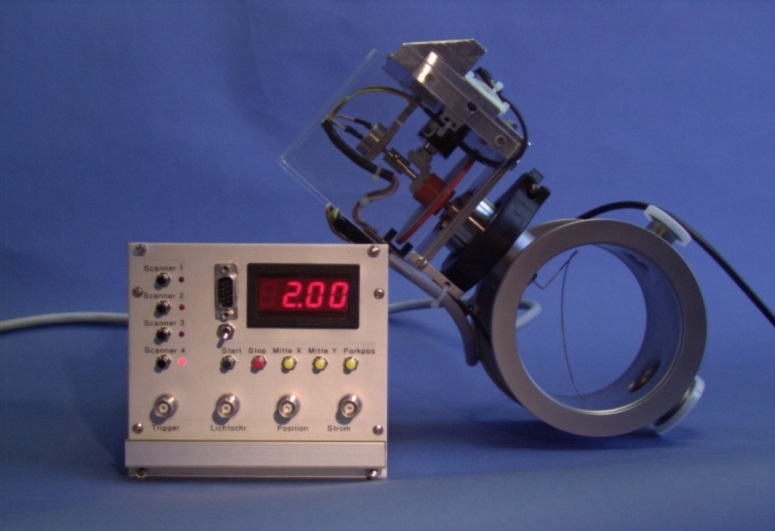 Scanner 1
Scanner 2
Scanner 3
Scanner 4
2.00
Start Stop Mitte X Mitte Y Parkpos
Trigger Lichtschr. Position Strom